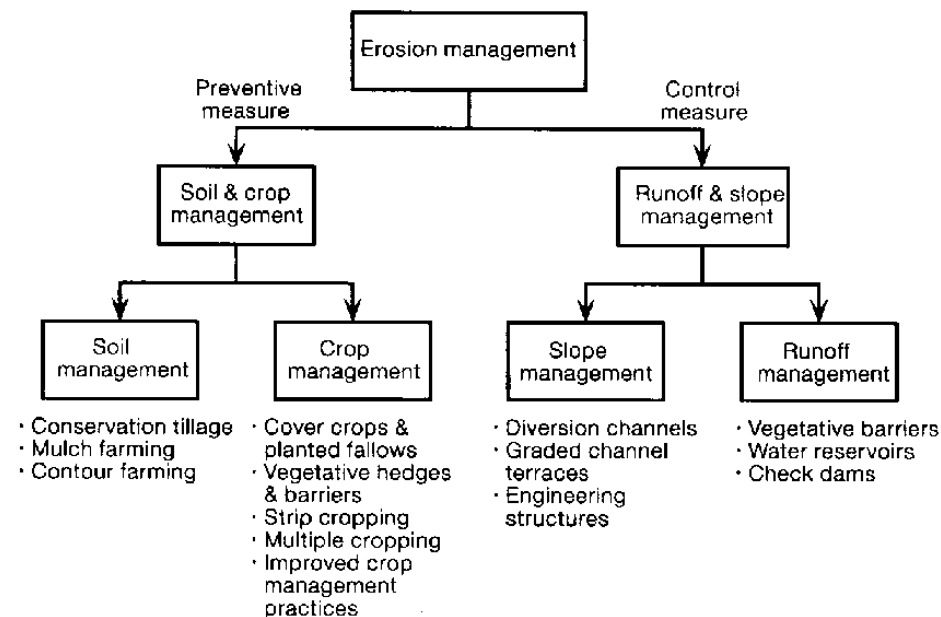 Erosion management
Preventive
measure
Control
measure
Soil & crop
management
Runoff & slope
management
Soil
management
Crop
management
Slope
management
Runoff
management
· Conservation tillage
· Mulch farming
· Contour farming
· Cover crops &
planted fallows
· Vegetative hedges
& barriers
· Strip cropping
· Multiple cropping
· Improved crop
management
practices
· Diversion channels
· Graded channel
terraces
· Engineering
structures
· Vegetative barriers
· Water reservoirs
· Check dams